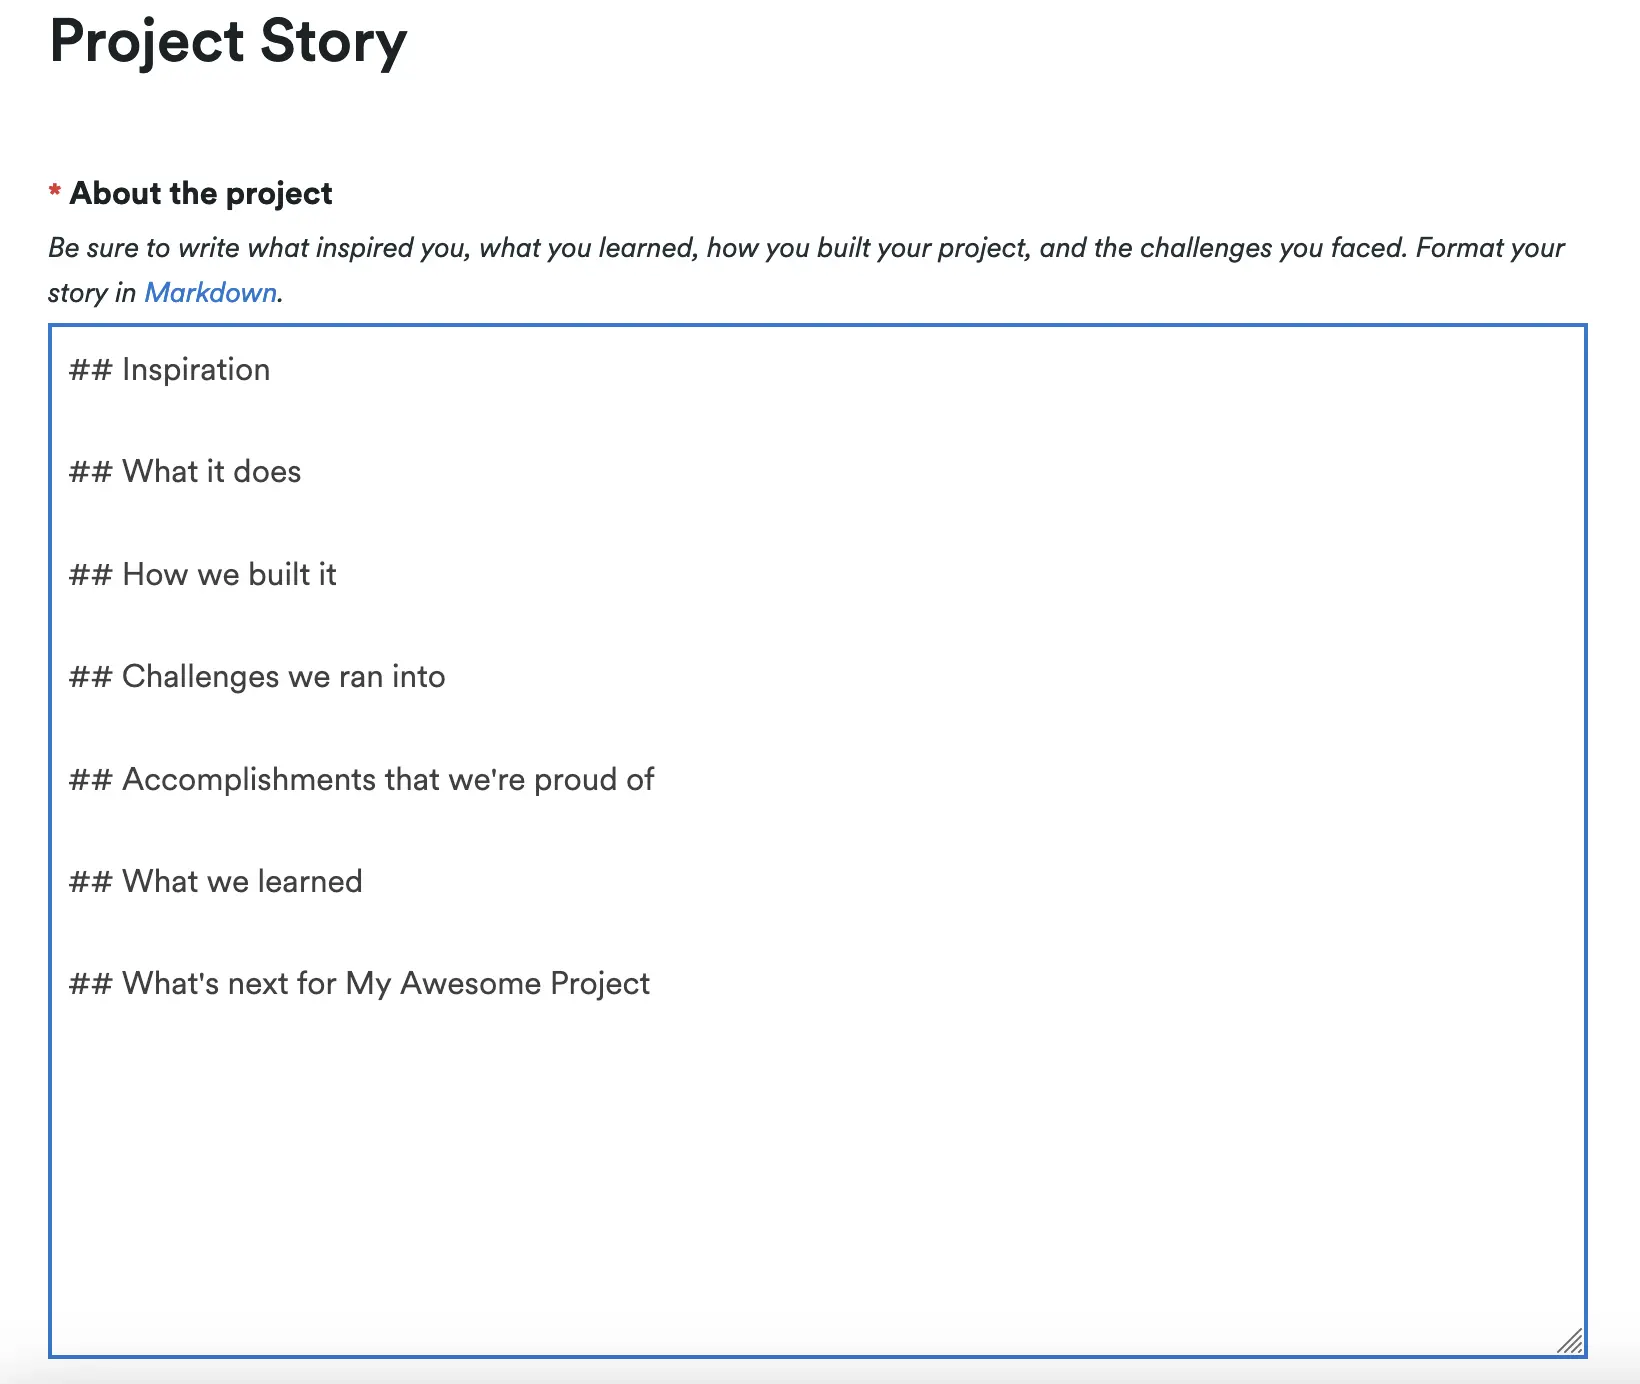 Project Story
* About the project
Be sure to write what inspired you, what you learned, how you built your project, and the challenges you faced. Format your
story in Markdown.
## Inspiration
## What it does
## How we built it
## Challenges we ran into
## Accomplishments that we're proud of
## What we learned
## What's next for My Awesome Project